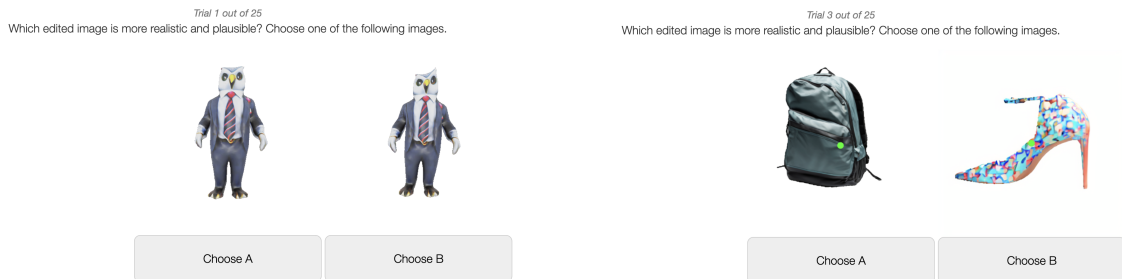 Trial 1 out of 25
Which edited image is more realistic and plausible? Choose one of the following images.
Choose A
Choose B
Trial 3 out of 25
Which edited image is more realistic and plausible? Choose one of the following images.
Choose A
Choose B